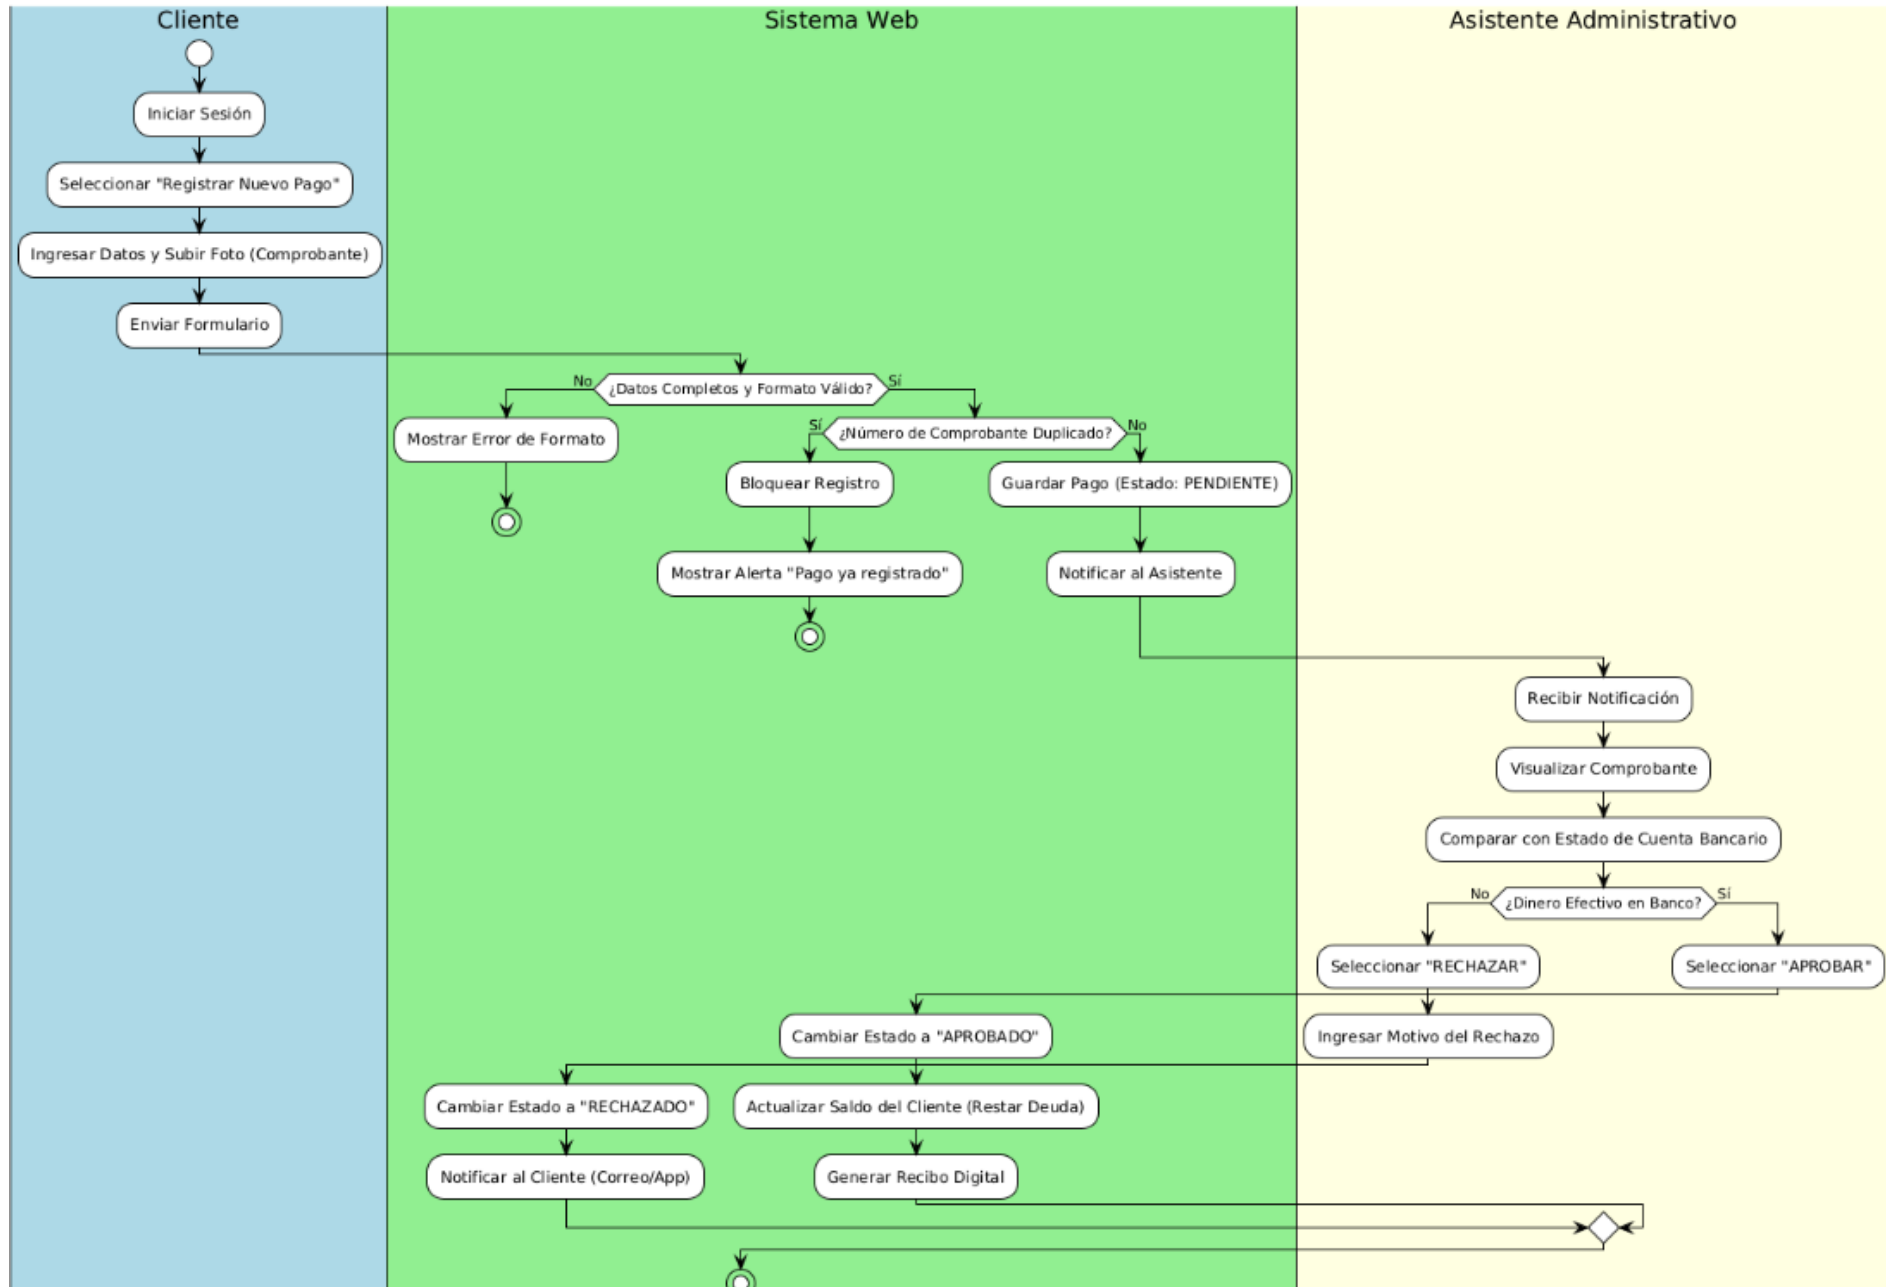 Cliente
Sistema Web
Asistente Administrativo
Iniciar Sesión
Seleccionar "Registrar Nuevo Pago"
Ingresar Datos y Subir Foto (Comprobante)
Enviar Formulario
No
¿Datos Completos y Formato Válido?
Sí
Mostrar Error de Formato
Sí
¿Número de Comprobante Duplicado?
No
Bloquear Registro
Guardar Pago (Estado: PENDIENTE)
Mostrar Alerta "Pago ya registrado"
Notificar al Asistente
Recibir Notificación
Visualizar Comprobante
Comparar con Estado de Cuenta Bancario
No
¿Dinero Efectivo en Banco?
Sí
Seleccionar "RECHAZAR"
Seleccionar "APROBAR"
Cambiar Estado a "APROBADO"
Ingresar Motivo del Rechazo
Cambiar Estado a "RECHAZADO"
Actualizar Saldo del Cliente (Restar Deuda)
Notificar al Cliente (Correo/App)
Generar Recibo Digital